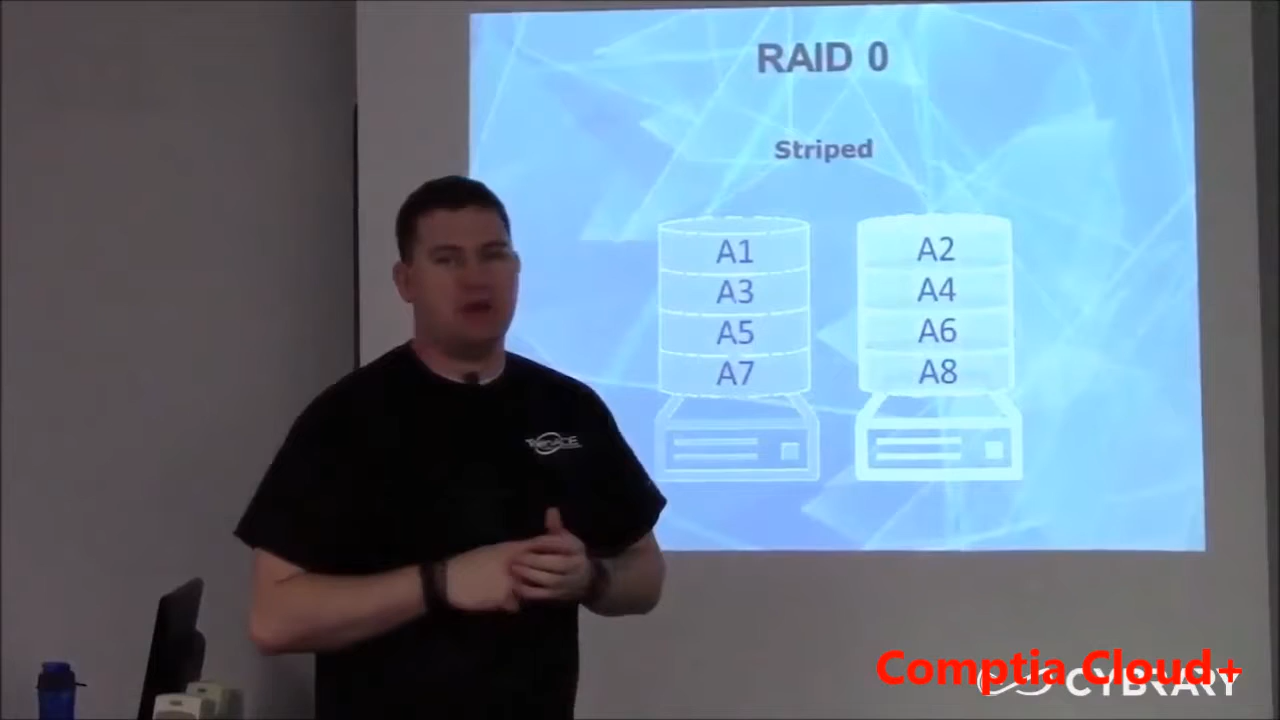 RAID 0
Striped
A1 A2
A3 A4
A5 A6
A7 A8
Comptia Cloud+
CYBRARY